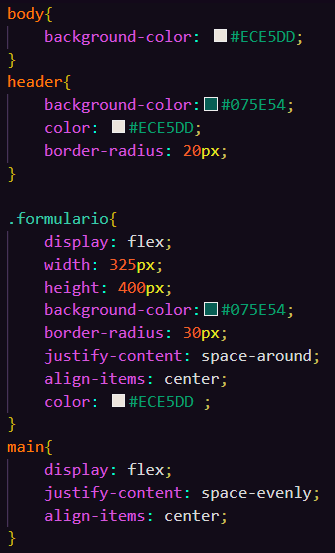 body{
    background-color: #ECE5DD;
}
header{
    background-color:#075E54;
    color: #ECE5DD;
    border-radius: 20px;
}

.formulario{
    display: flex;
    width: 325px;
    height: 400px;
    background-color:#075E54;
    border-radius: 30px;
    justify-content: space-around;
    align-items: center;
    color: #ECE5DD ;
}
main{
    display: flex;
    justify-content: space-evenly;
    align-items: center;
}